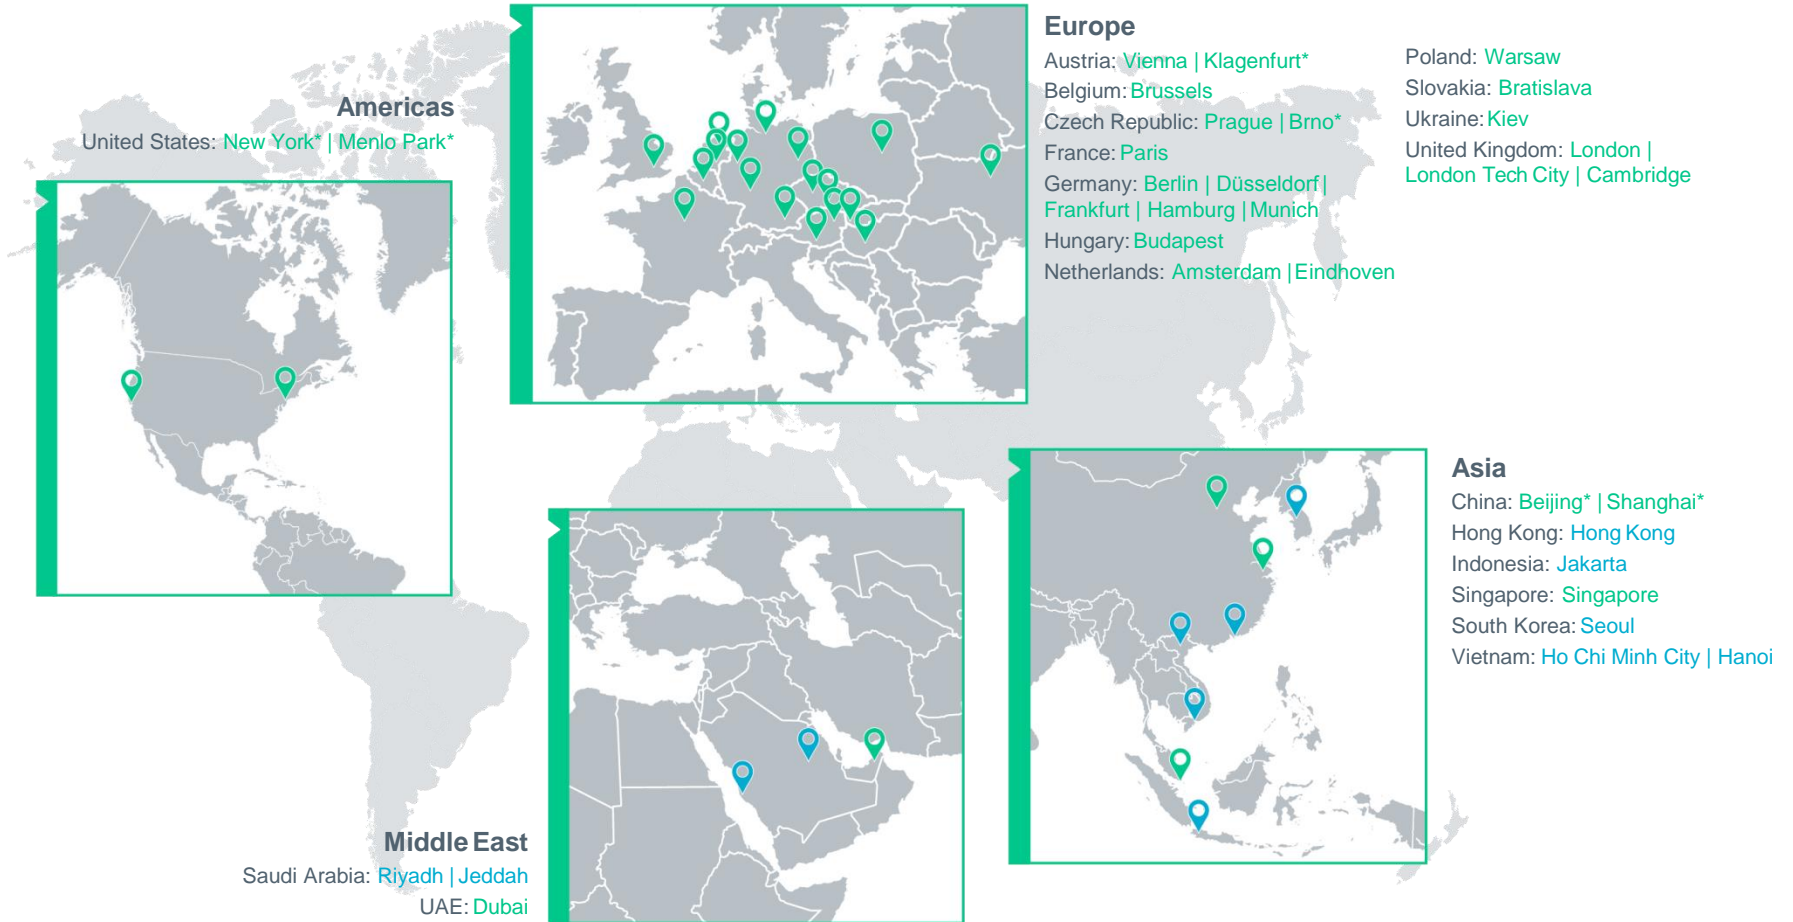 Americas
United States: New York* | Menlo Park*
Europe
Austria: Vienna | Klagenfurt*
Belgium: Brussels
Czech Republic: Prague | Brno*
France: Paris
Germany: Berlin | Düsseldorf |
Frankfurt | Hamburg | Munich
Hungary: Budapest
Netherlands: Amsterdam | Eindhoven
Poland: Warsaw
Slovakia: Bratislava
Ukraine: Kiev
United Kingdom: London |
London Tech City | Cambridge
Asia
China: Beijing* | Shanghai*
Hong Kong: Hong Kong
Indonesia: Jakarta
Singapore: Singapore
South Korea: Seoul
Vietnam: Ho Chi Minh City | Hanoi
Middle East
Saudi Arabia: Riyadh | Jeddah
UAE: Dubai